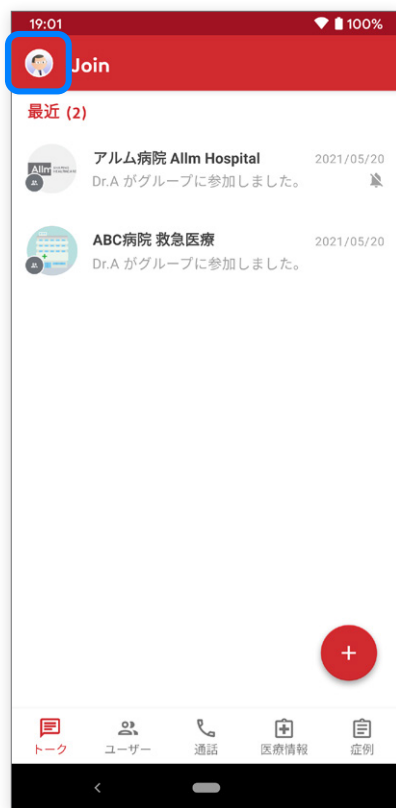 19:01 100%
Join
最近 (2)
アルム病院 Allm Hospital 2021/05/20
Dr.A がグループに参加しました。
Allm
ABC病院 救急医療 2021/05/20
Dr.A がグループに参加しました。
+
トーク ユーザー 通話 医療情報 症例